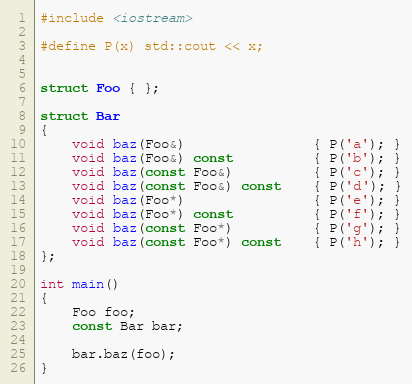 1 #include <iostream>
2
3 #define P(x) std::cout << x;
4
5
6 struct Foo { };
7
8 struct Bar
9 {
10     void baz(Foo&)                { P('a'); }
11     void baz(Foo&) const          { P('b'); }
12     void baz(const Foo&)          { P('c'); }
13     void baz(const Foo&) const    { P('d'); }
14     void baz(Foo*)                { P('e'); }
15     void baz(Foo*) const          { P('f'); }
16     void baz(const Foo*)          { P('g'); }
17     void baz(const Foo*) const    { P('h'); }
18 };
19
20 int main()
21 {
22     Foo foo;
23     const Bar bar;
24
25     bar.baz(foo);
26 }